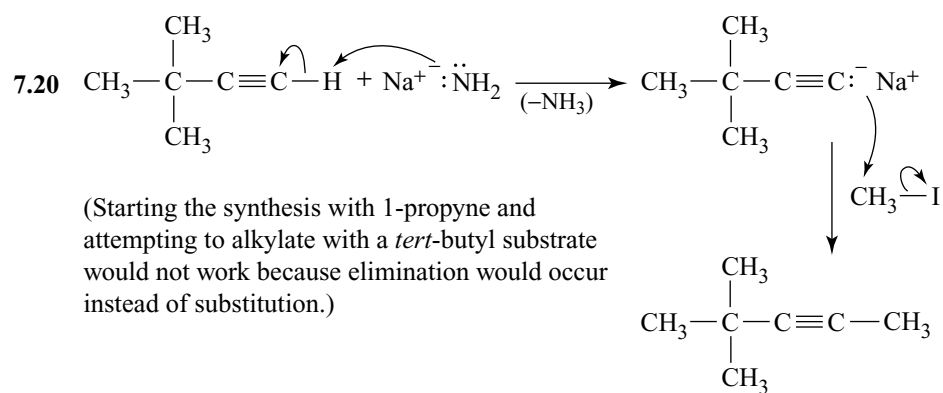 CH₃ CH₃
7.20 CH₃—C—C≡C—H + Na⁺ ⁻:N̈H₂ (−NH₃) CH₃—C—C≡C:⁻ Na⁺
CH₃ CH₃
CH₃—I
(Starting the synthesis with 1-propyne and
attempting to alkylate with a tert-butyl substrate
would not work because elimination would occur
instead of substitution.)
CH₃
CH₃—C—C≡C—CH₃
CH₃